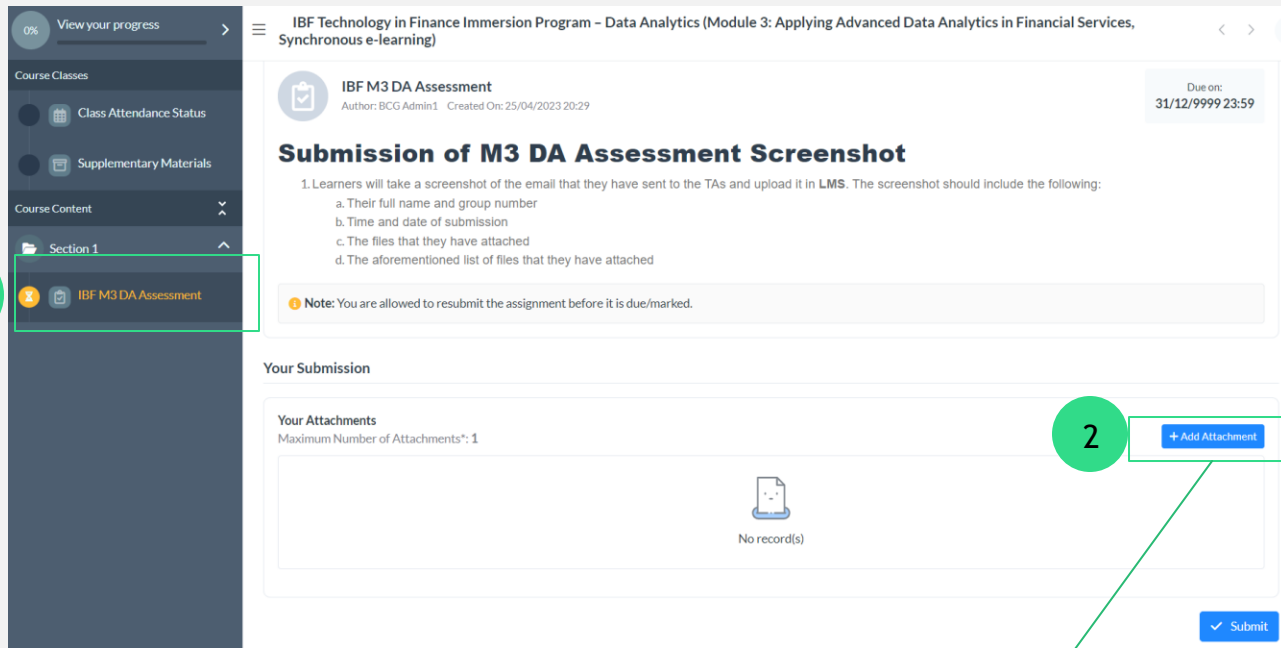 0%
View your progress
Course Classes
Class Attendance Status
Supplementary Materials
Course Content
Section 1
IBF M3 DA Assessment
IBF Technology in Finance Immersion Program – Data Analytics (Module 3: Applying Advanced Data Analytics in Financial Services,
Synchronous e-learning)
IBF M3 DA Assessment
Author: BCG Admin1 Created On: 25/04/2023 20:29
Due on:
31/12/9999 23:59
Submission of M3 DA Assessment Screenshot
1. Learners will take a screenshot of the email that they have sent to the TAs and upload it in LMS. The screenshot should include the following:
a. Their full name and group number
b. Time and date of submission
c. The files that they have attached
d. The aforementioned list of files that they have attached
Note: You are allowed to resubmit the assignment before it is due/marked.
Your Submission
Your Attachments
Maximum Number of Attachments*: 1
2
+ Add Attachment
No record(s)
Submit